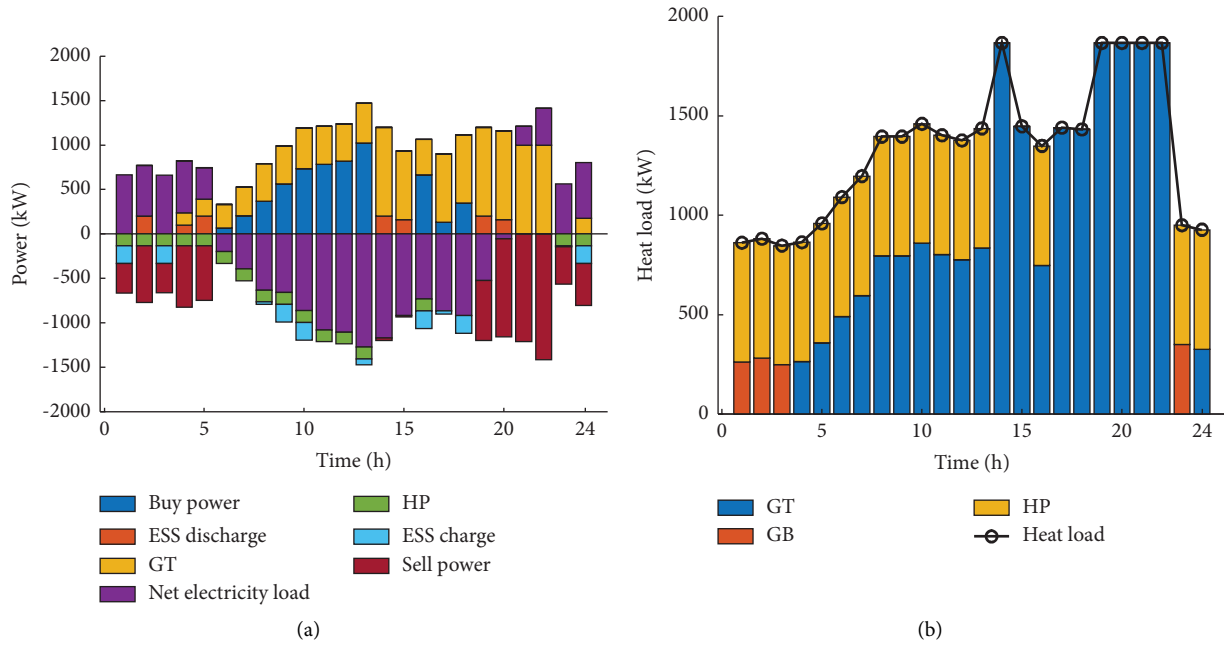 2000
1500
1000
500
0
-500
-1000
-1500
-2000
Power (kW)
0 5 10 15 20 24
Time (h)
Buy power
ESS discharge
GT
Net electricity load
HP
ESS charge
Sell power
(a)
2000
1500
1000
500
0
Heat load (kW)
0 5 10 15 20 24
Time (h)
GT
GB
HP
Heat load
(b)